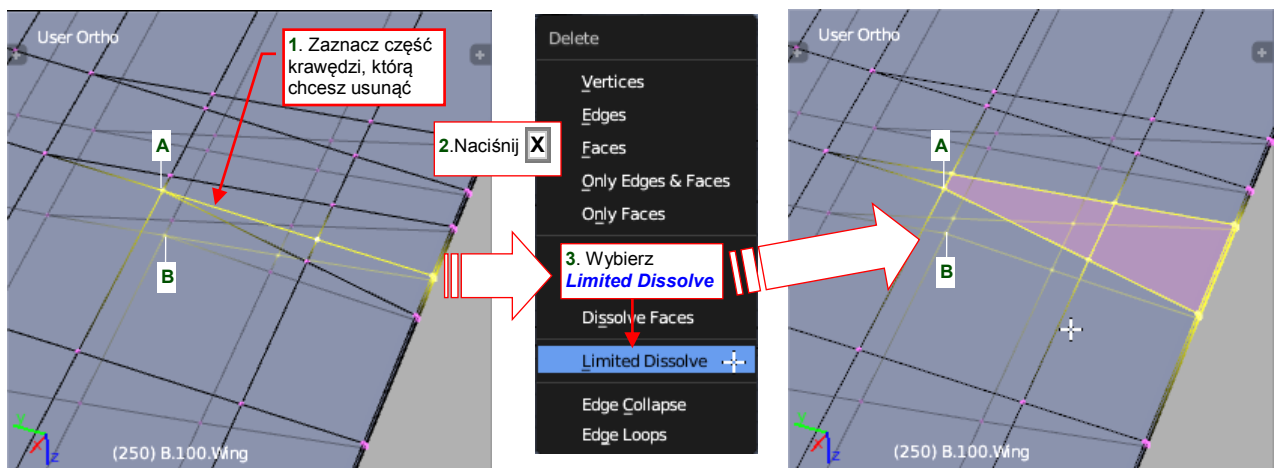 User Ortho
1. Zaznacz część
krawędzi, którą
chcesz usunąć
A
B
(250) B.100.Wing
Y
X
Z
2.Naciśnij X
Delete
Vertices
Edges
Faces
Only Edges & Faces
Only Faces
3. Wybierz
Limited Dissolve
Dissolve Faces
Limited Dissolve
Edge Collapse
Edge Loops
User Ortho
A
B
(250) B.100.Wing
Y
X
Z